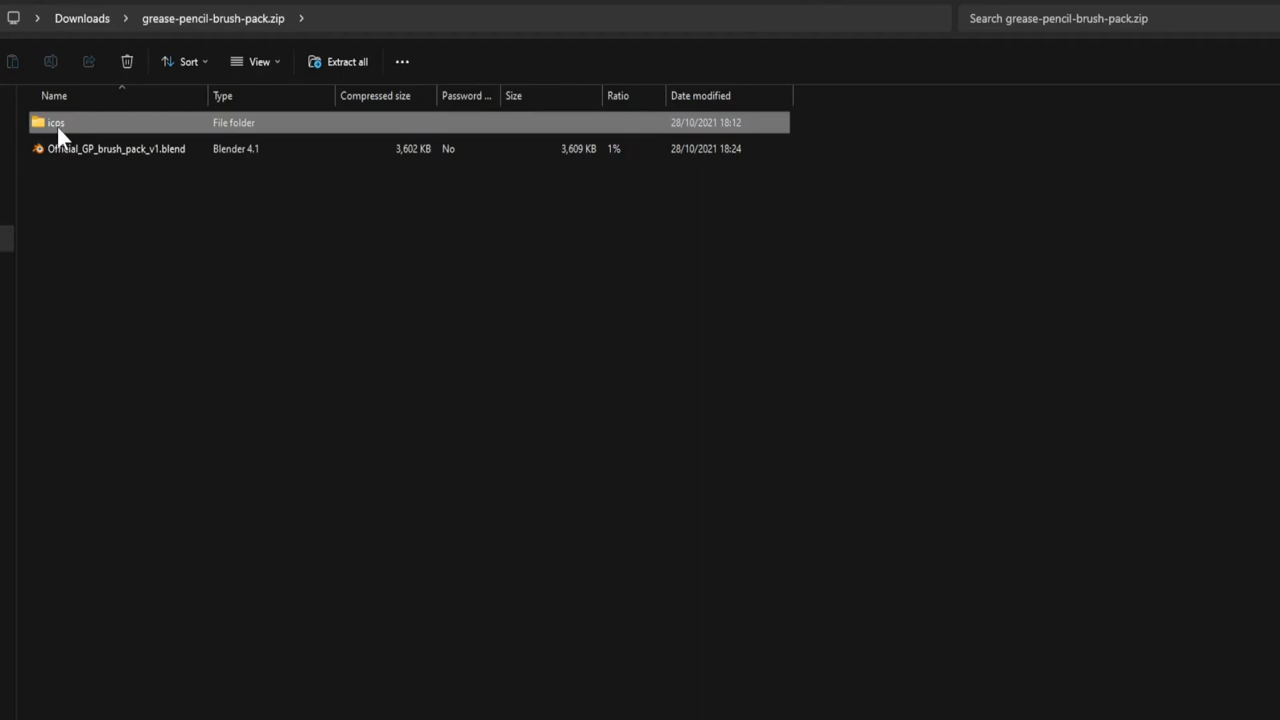 Downloads > grease-pencil-brush-pack.zip > Search grease-pencil-brush-pack.zip
Sort View Extract all
Name Type Compressed size Password ... Size Ratio Date modified
icos File folder 28/10/2021 18:12
Official_GP_brush_pack_v1.blend Blender 4.1 3,602 KB No 3,609 KB 1% 28/10/2021 18:24